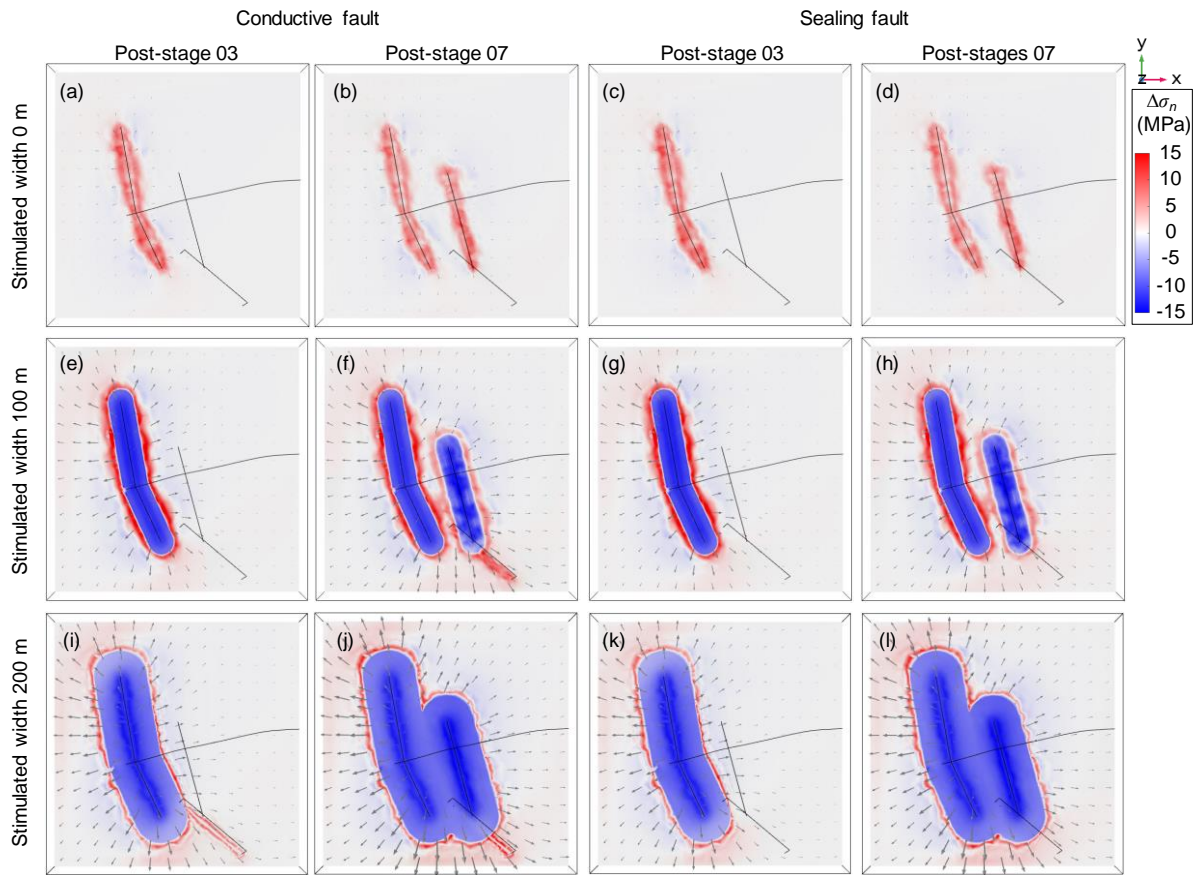 Conductive fault
Sealing fault
Post-stage 03
Post-stage 07
Post-stage 03
Post-stages 07
y
z
x
Stimulated width 0 m
(a)
(b)
(c)
(d)
Δσn
(MPa)
15
10
5
0
-5
-10
-15
Stimulated width 100 m
(e)
(f)
(g)
(h)
Stimulated width 200 m
(i)
(j)
(k)
(l)